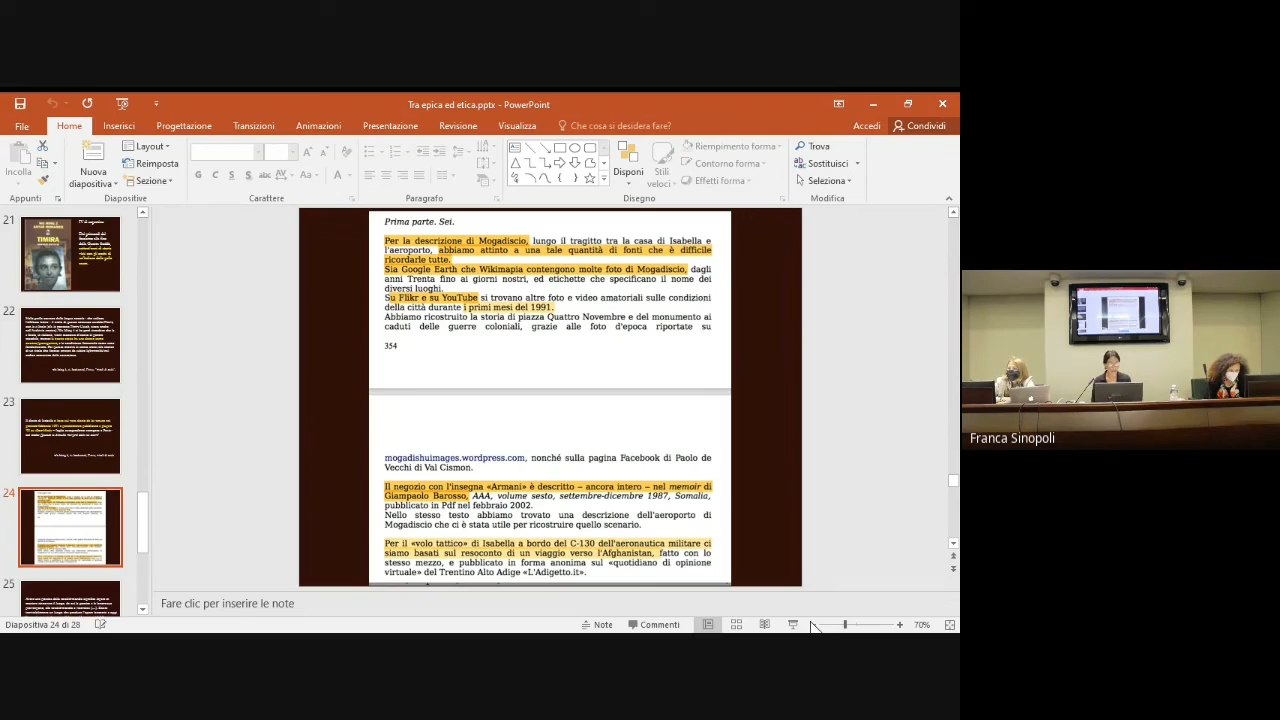 Tra epica ed etica.pptx - PowerPoint
File Home Inserisci Progettazione Transizioni Animazioni Presentazione Revisione Visualizza Che cosa si desidera fare? Accedi Condividi
Incolla
Nuova diapositiva
Layout
Reimposta
Sezione
G C S S abc AV Aa A
Disponi
Stili veloci
Riempimento forma
Contorno forma
Effetti forma
Trova
Sostituisci
Seleziona
Appunti Diapositive Carattere Paragrafo Disegno Modifica
21
TIMIRA
22
23
24
25
Prima parte. Sei.
Per la descrizione di Mogadiscio, lungo il tragitto tra la casa di Isabella e
l'aeroporto, abbiamo attinto a una tale quantità di fonti che è difficile
ricordarle tutte.
Sia Google Earth che Wikimapia contengono molte foto di Mogadiscio, dagli
anni Trenta fino ai giorni nostri, ed etichette che specificano il nome dei
diversi luoghi.
Su Flikr e su YouTube si trovano altre foto e video amatoriali sulle condizioni
della città durante i primi mesi del 1991.
Abbiamo ricostruito la storia di piazza Quattro Novembre e del monumento ai
caduti delle guerre coloniali, grazie alle foto d'epoca riportate su
354
mogadishuimages.wordpress.com, nonché sulla pagina Facebook di Paolo de
Vecchi di Val Cismon.
Il negozio con l'insegna «Armani» è descritto – ancora intero – nel memoir di
Giampaolo Barosso, AAA, volume sesto, settembre-dicembre 1987, Somalia,
pubblicato in Pdf nel febbraio 2002.
Nello stesso testo abbiamo trovato una descrizione dell'aeroporto di
Mogadiscio che ci è stata utile per ricostruire quello scenario.
Per il «volo tattico» di Isabella a bordo del C-130 dell'aeronautica militare ci
siamo basati sul resoconto di un viaggio verso l'Afghanistan, fatto con lo
stesso mezzo, e pubblicato in forma anonima sul «quotidiano di opinione
virtuale» del Trentino Alto Adige «L'Adigetto.it».
Fare clic per inserire le note
Diapositiva 24 di 28 Note Commenti 70%
Franca Sinopoli